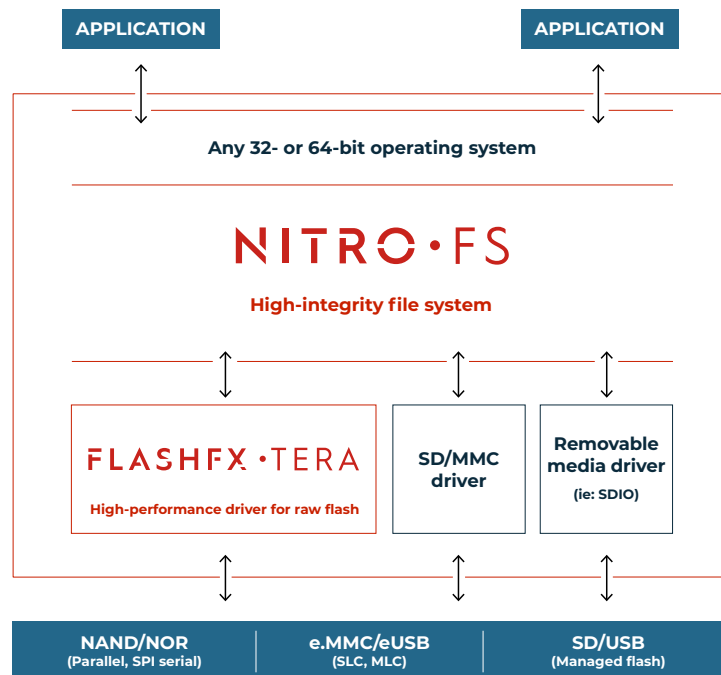 APPLICATION
APPLICATION
Any 32- or 64-bit operating system
NITRO•FS
High-integrity file system
FLASHFX•TERA
High-performance driver for raw flash
SD/MMC
driver
Removable
media driver
(ie: SDIO)
NAND/NOR
(Parallel, SPI serial)
e.MMC/eUSB
(SLC, MLC)
SD/USB
(Managed flash)